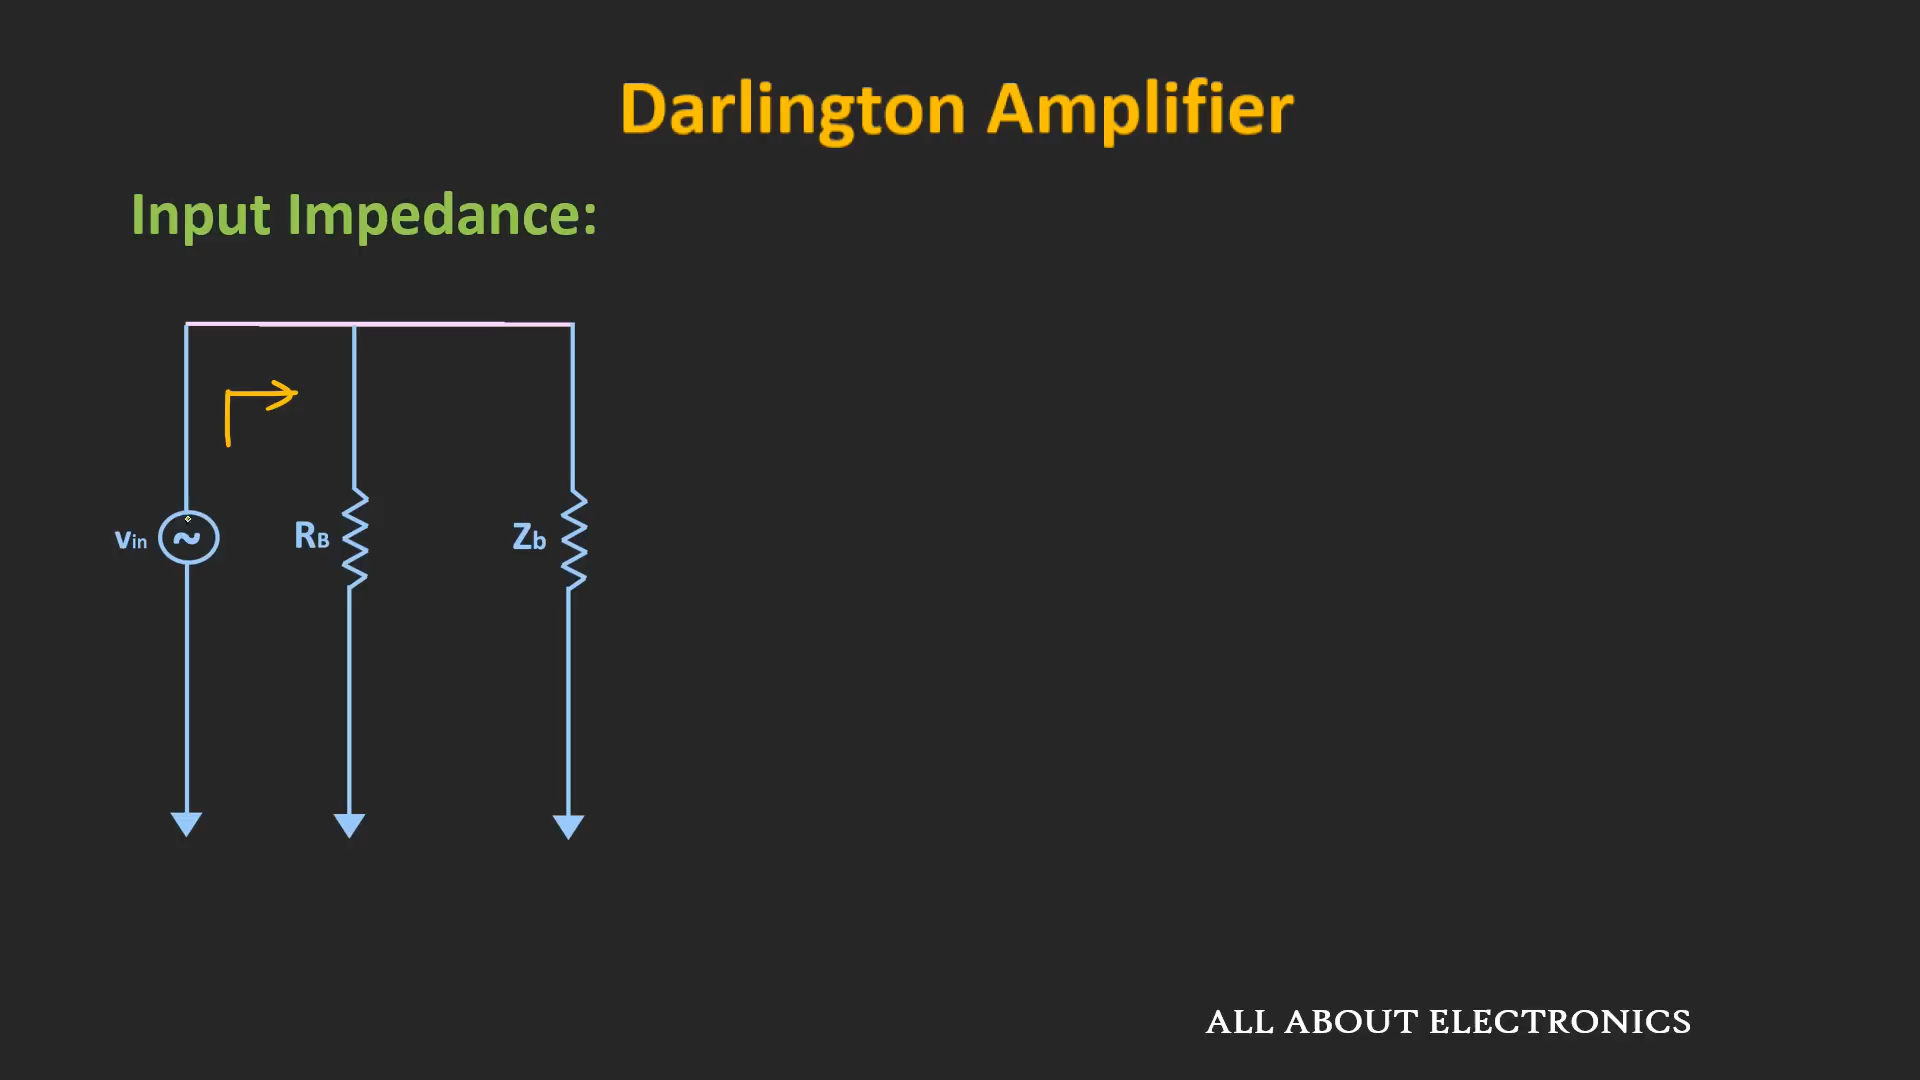 Darlington Amplifier
Input Impedance:
vin
RB
Zb
ALL ABOUT ELECTRONICS